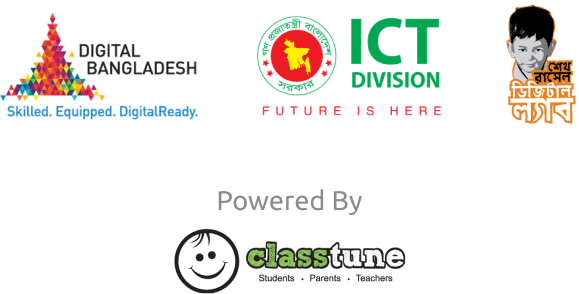 DIGITAL
BANGLADESH
Skilled. Equipped. DigitalReady.
গণপ্রজাতন্ত্রী বাংলাদেশ
সরকার
ICT
DIVISION
FUTURE IS HERE
শেখ
রাসেল
ডিজিটাল
ল্যাব
Powered By
classtune
Students • Parents • Teachers